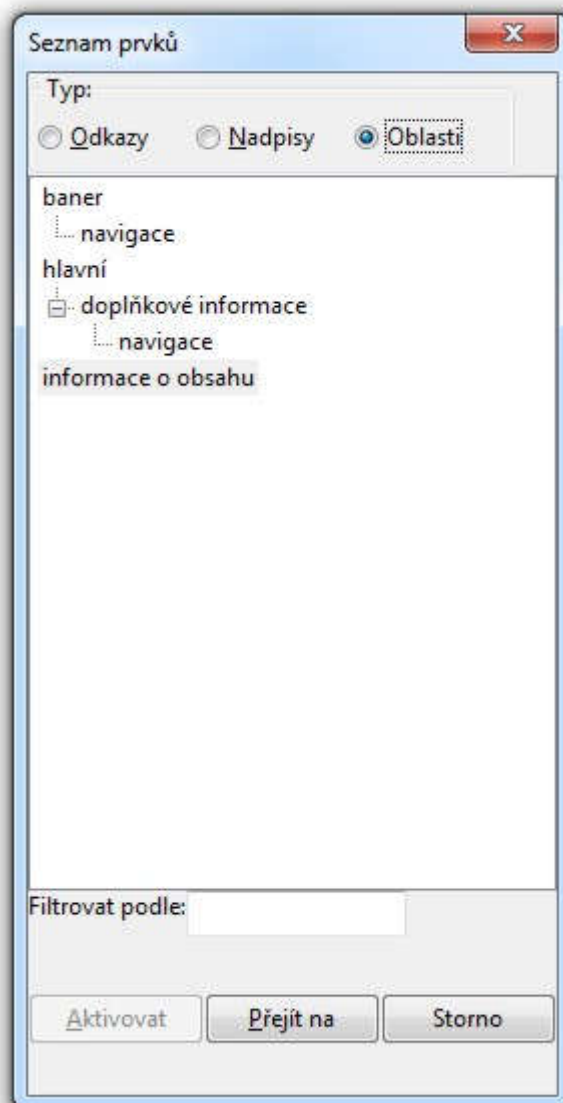 Seznam prvků
Typ:
Odkazy Nadpisy Oblasti
baner
navigace
hlavní
doplňkové informace
navigace
informace o obsahu
Filtrovat podle:
Aktivovat Přejít na Storno